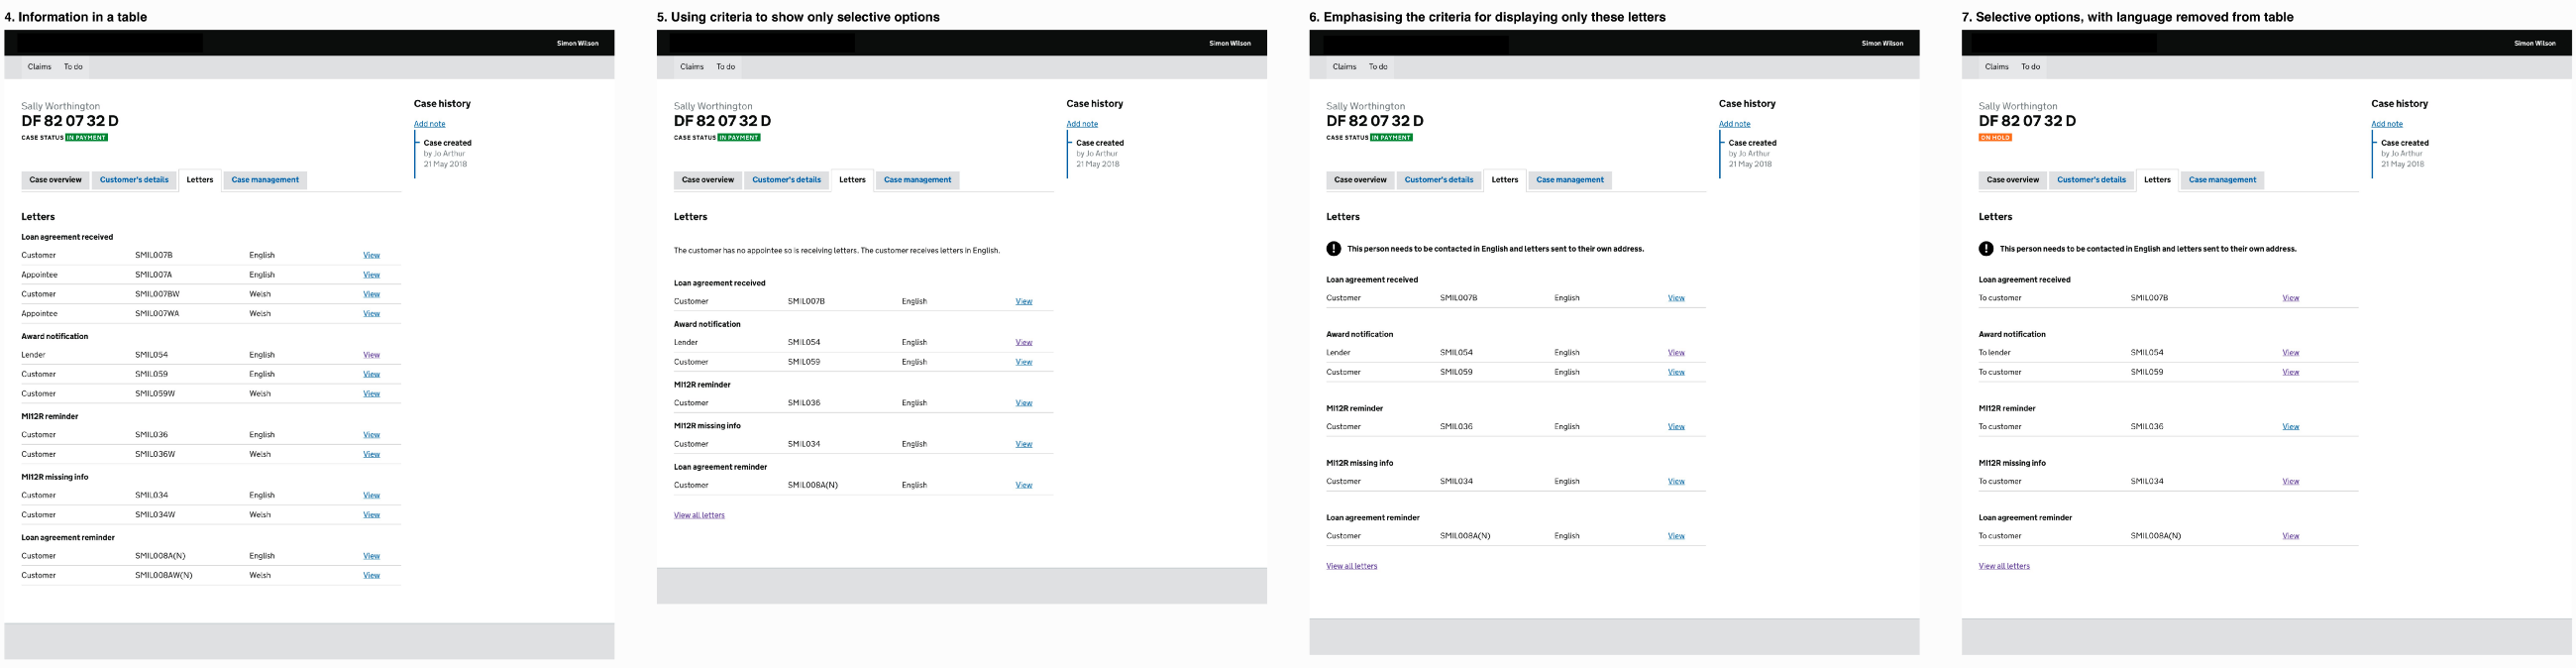 4. Information in a table
Simon Wilson
Claims To do
Sally Worthington
DF 82 07 32 D
CASE STATUS IN PAYMENT
Case history
Add note
Case created
by Jo Arthur
21 May 2018
Case overview Customer's details Letters Case management
Letters
Loan agreement received
Customer SMIL007B English View
Appointee SMIL007A English View
Customer SMIL007BW Welsh View
Appointee SMIL007WA Welsh View
Award notification
Lender SMIL054 English View
Customer SMIL059 English View
Customer SMIL059W Welsh View
MI12R reminder
Customer SMIL036 English View
Customer SMIL036W Welsh View
MI12R missing info
Customer SMIL034 English View
Customer SMIL034W Welsh View
Loan agreement reminder
Customer SMIL008A(N) English View
Customer SMIL008AW(N) Welsh View
5. Using criteria to show only selective options
Simon Wilson
Claims To do
Sally Worthington
DF 82 07 32 D
CASE STATUS IN PAYMENT
Case history
Add note
Case created
by Jo Arthur
21 May 2018
Case overview Customer's details Letters Case management
Letters
The customer has no appointee so is receiving letters. The customer receives letters in English.
Loan agreement received
Customer SMIL007B English View
Award notification
Lender SMIL054 English View
Customer SMIL059 English View
MI12R reminder
Customer SMIL036 English View
MI12R missing info
Customer SMIL034 English View
Loan agreement reminder
Customer SMIL008A(N) English View
View all letters
6. Emphasising the criteria for displaying only these letters
Simon Wilson
Claims To do
Sally Worthington
DF 82 07 32 D
CASE STATUS IN PAYMENT
Case history
Add note
Case created
by Jo Arthur
21 May 2018
Case overview Customer's details Letters Case management
Letters
! This person needs to be contacted in English and letters sent to their own address.
Loan agreement received
Customer SMIL007B English View
Award notification
Lender SMIL054 English View
Customer SMIL059 English View
MI12R reminder
Customer SMIL036 English View
MI12R missing info
Customer SMIL034 English View
Loan agreement reminder
Customer SMIL008A(N) English View
View all letters
7. Selective options, with language removed from table
Simon Wilson
Claims To do
Sally Worthington
DF 82 07 32 D
ON HOLD
Case history
Add note
Case created
by Jo Arthur
21 May 2018
Case overview Customer's details Letters Case management
Letters
! This person needs to be contacted in English and letters sent to their own address.
Loan agreement received
To customer SMIL007B View
Award notification
To lender SMIL054 View
To customer SMIL059 View
MI12R reminder
To customer SMIL036 View
MI12R missing info
To customer SMIL034 View
Loan agreement reminder
To customer SMIL008A(N) View
View all letters